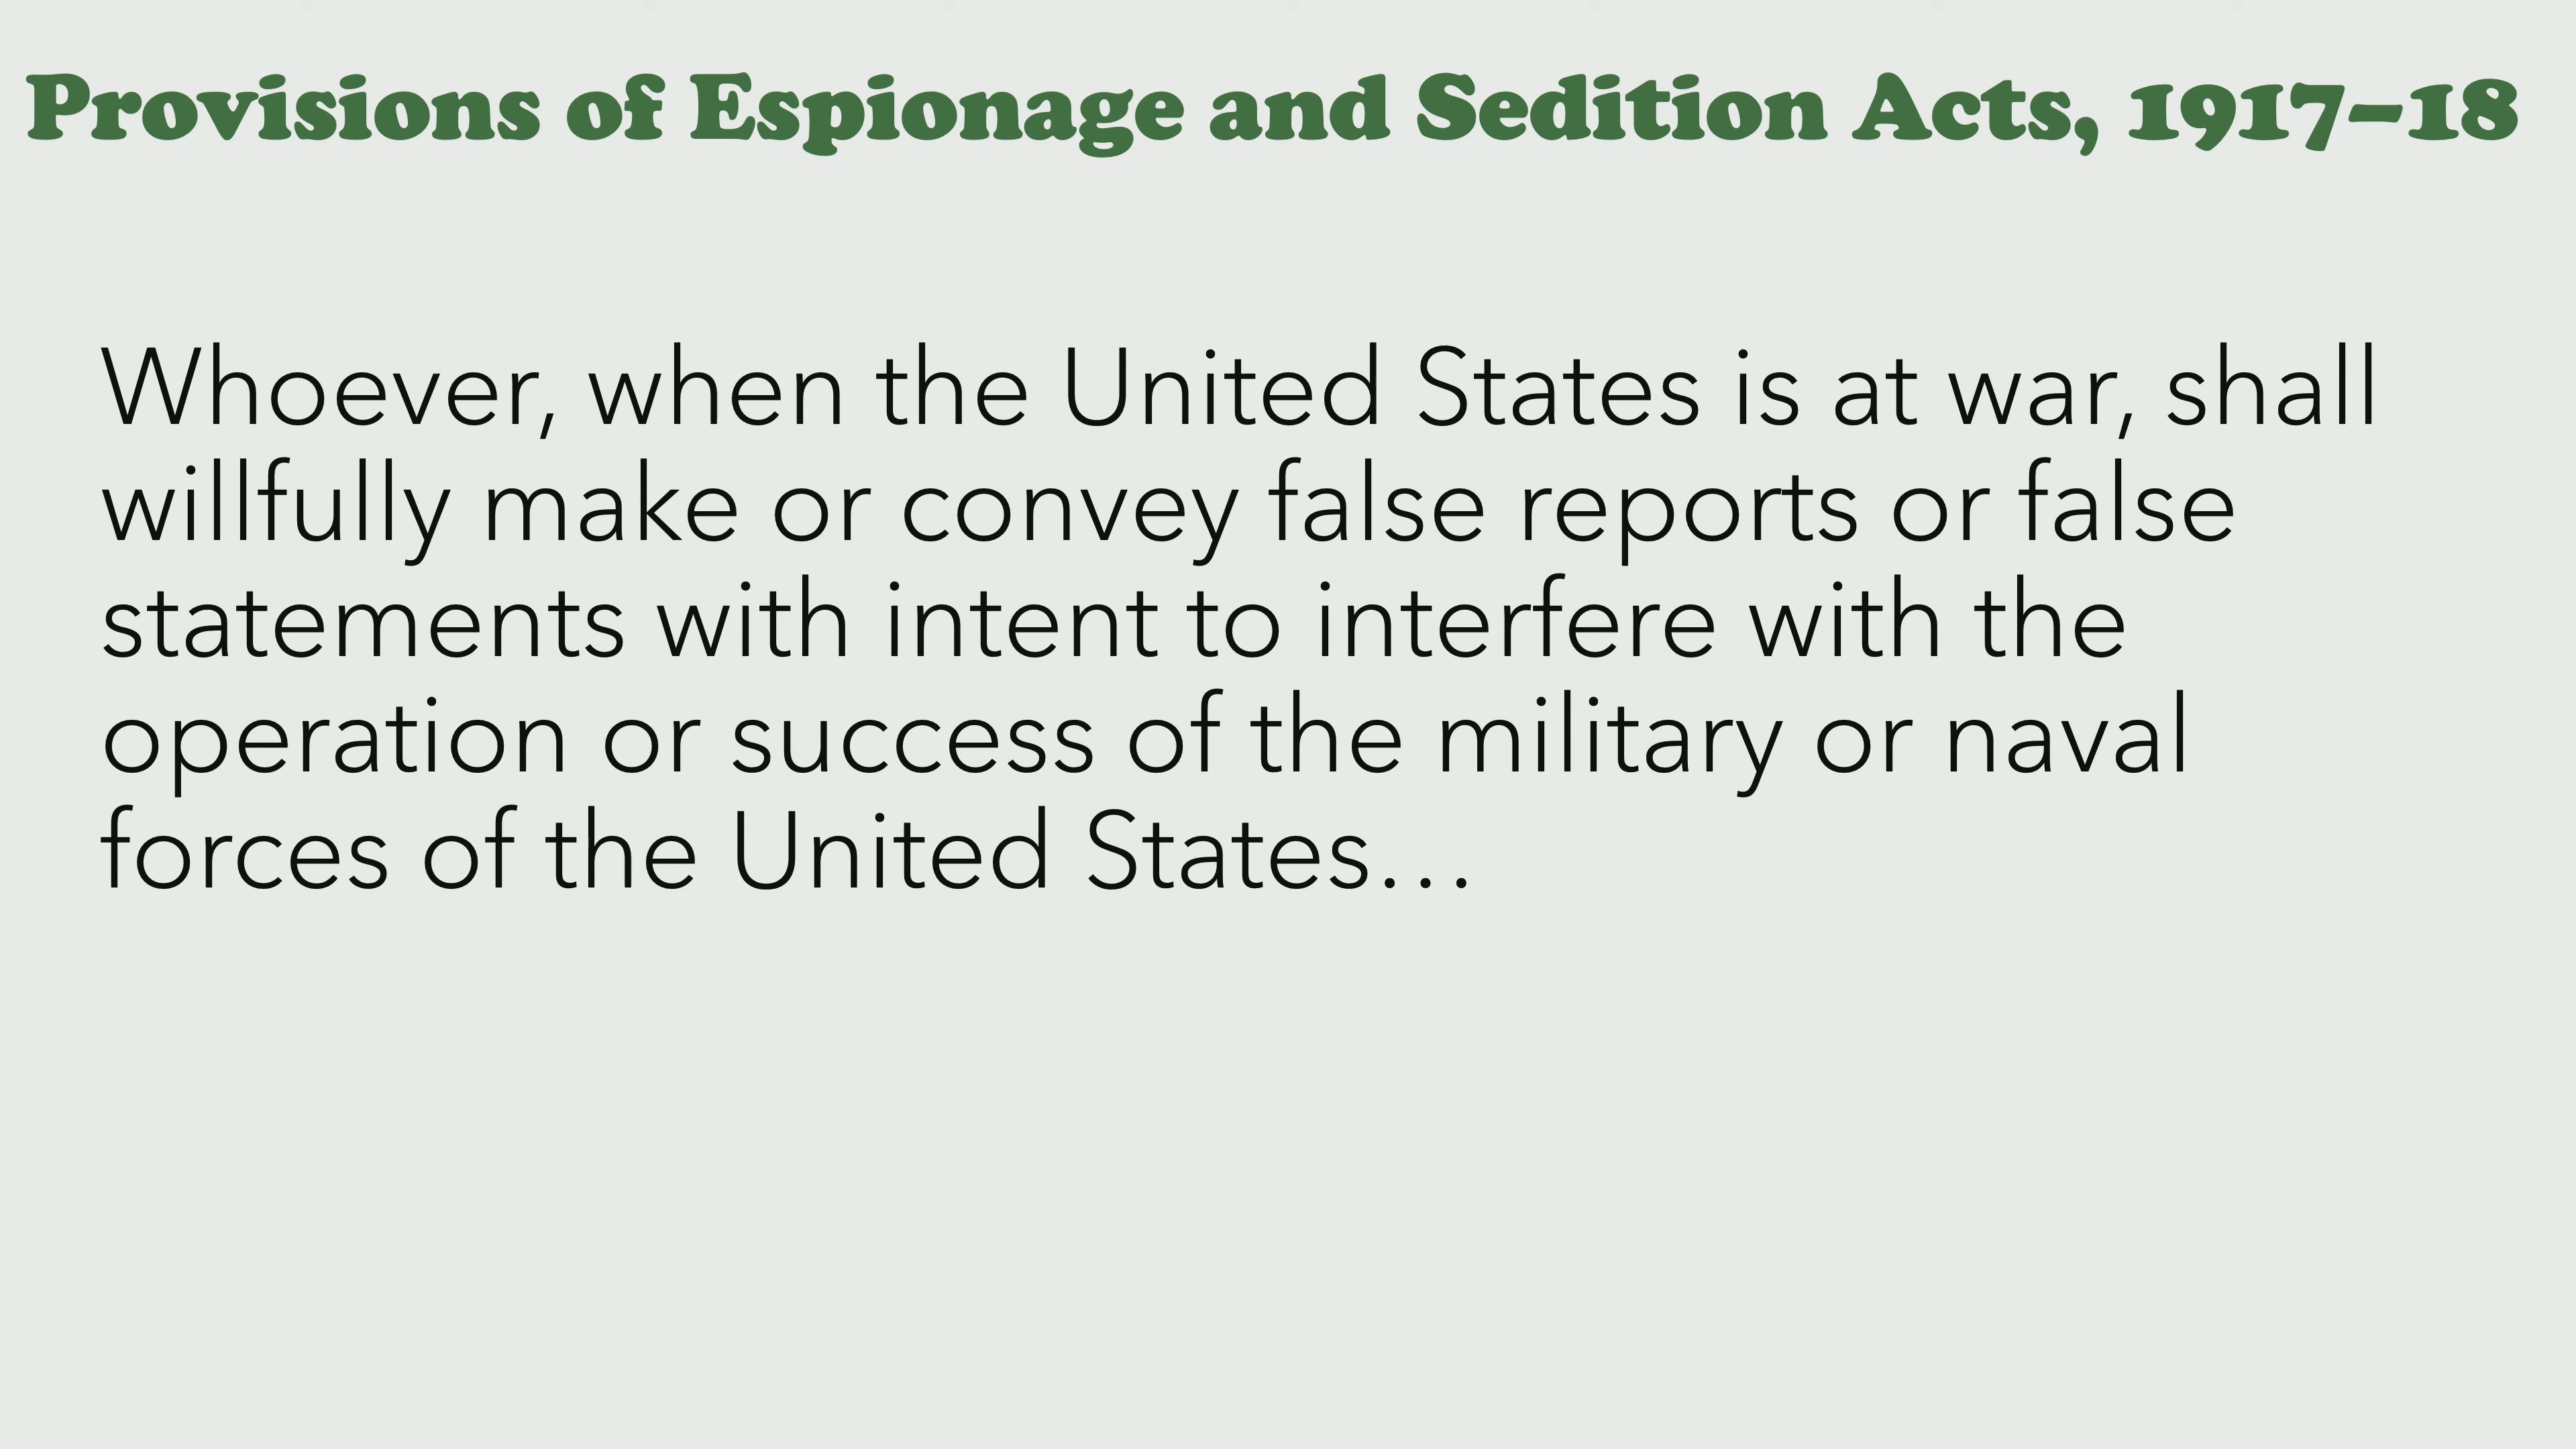 Provisions of Espionage and Sedition Acts, 1917–18
Whoever, when the United States is at war, shall
willfully make or convey false reports or false
statements with intent to interfere with the
operation or success of the military or naval
forces of the United States…